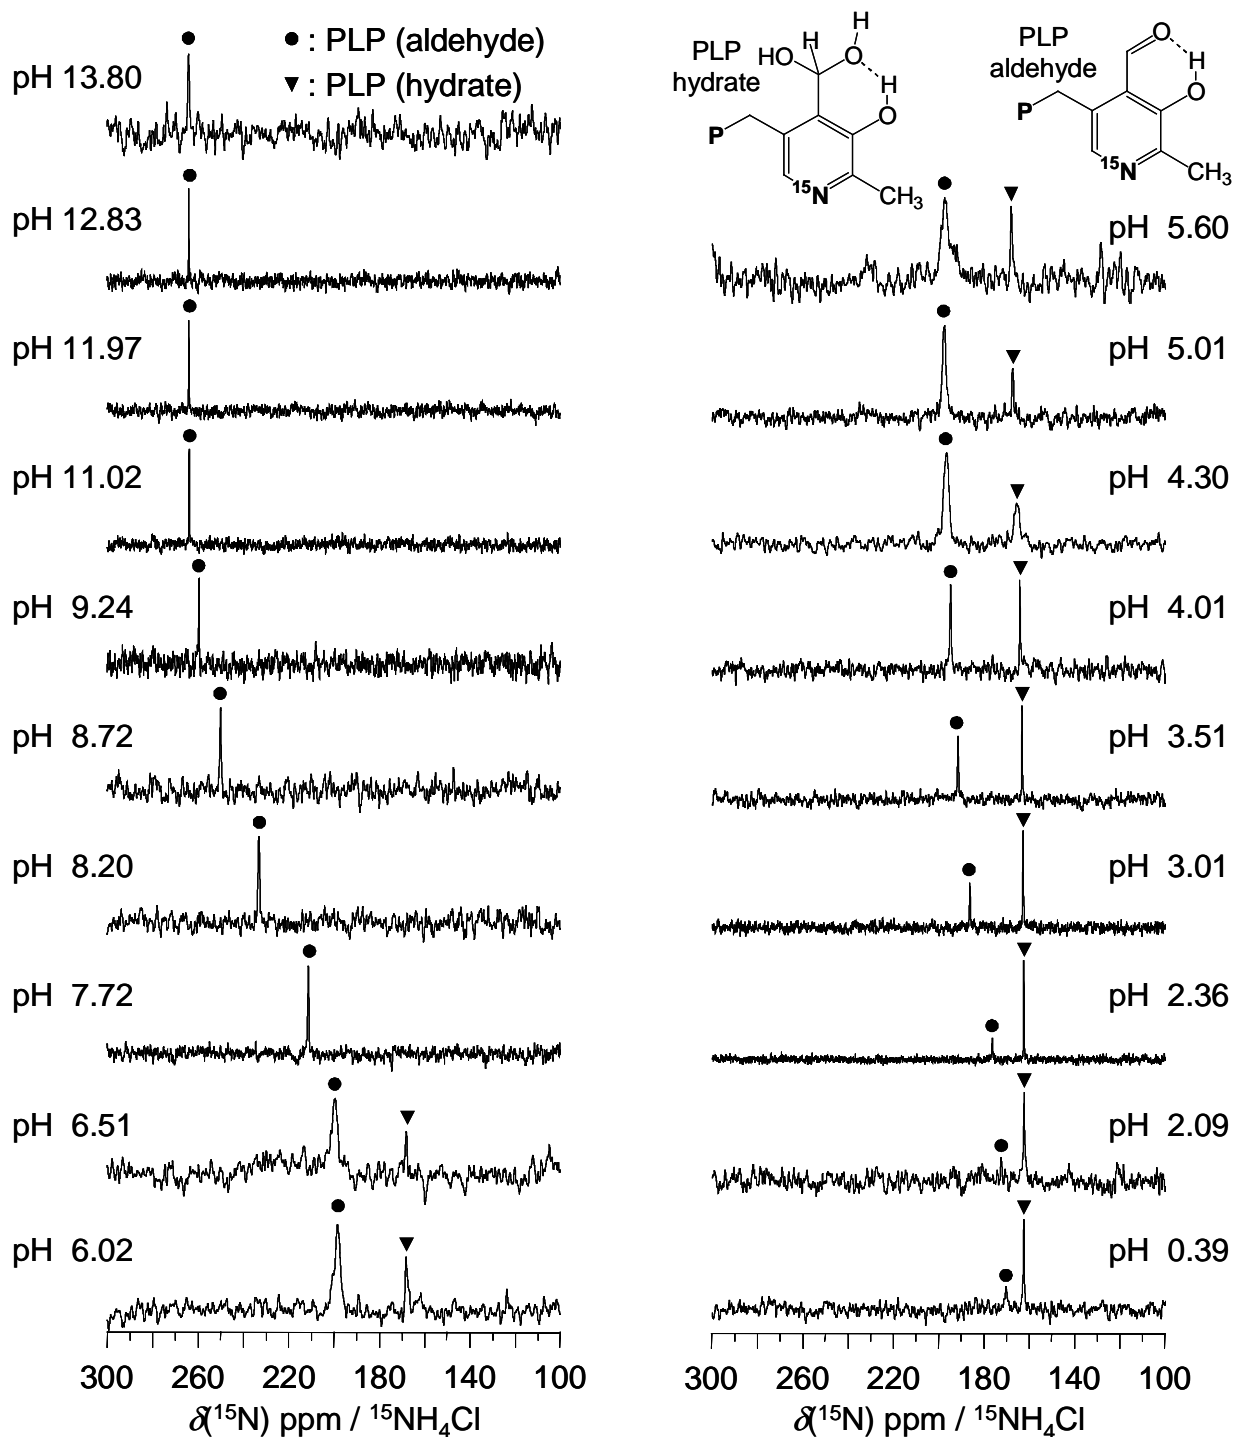 ● : PLP (aldehyde)
▼ : PLP (hydrate)
pH 13.80
pH 12.83
pH 11.97
pH 11.02
pH 9.24
pH 8.72
pH 8.20
pH 7.72
pH 6.51
pH 6.02
300 260 220 180 140 100
δ(¹⁵N) ppm / ¹⁵NH₄Cl
PLP
hydrate
HO
H
H
O
H
O
P
¹⁵N
CH₃
PLP
aldehyde
O
H
O
P
¹⁵N
CH₃
pH 5.60
pH 5.01
pH 4.30
pH 4.01
pH 3.51
pH 3.01
pH 2.36
pH 2.09
pH 0.39
300 260 220 180 140 100
δ(¹⁵N) ppm / ¹⁵NH₄Cl